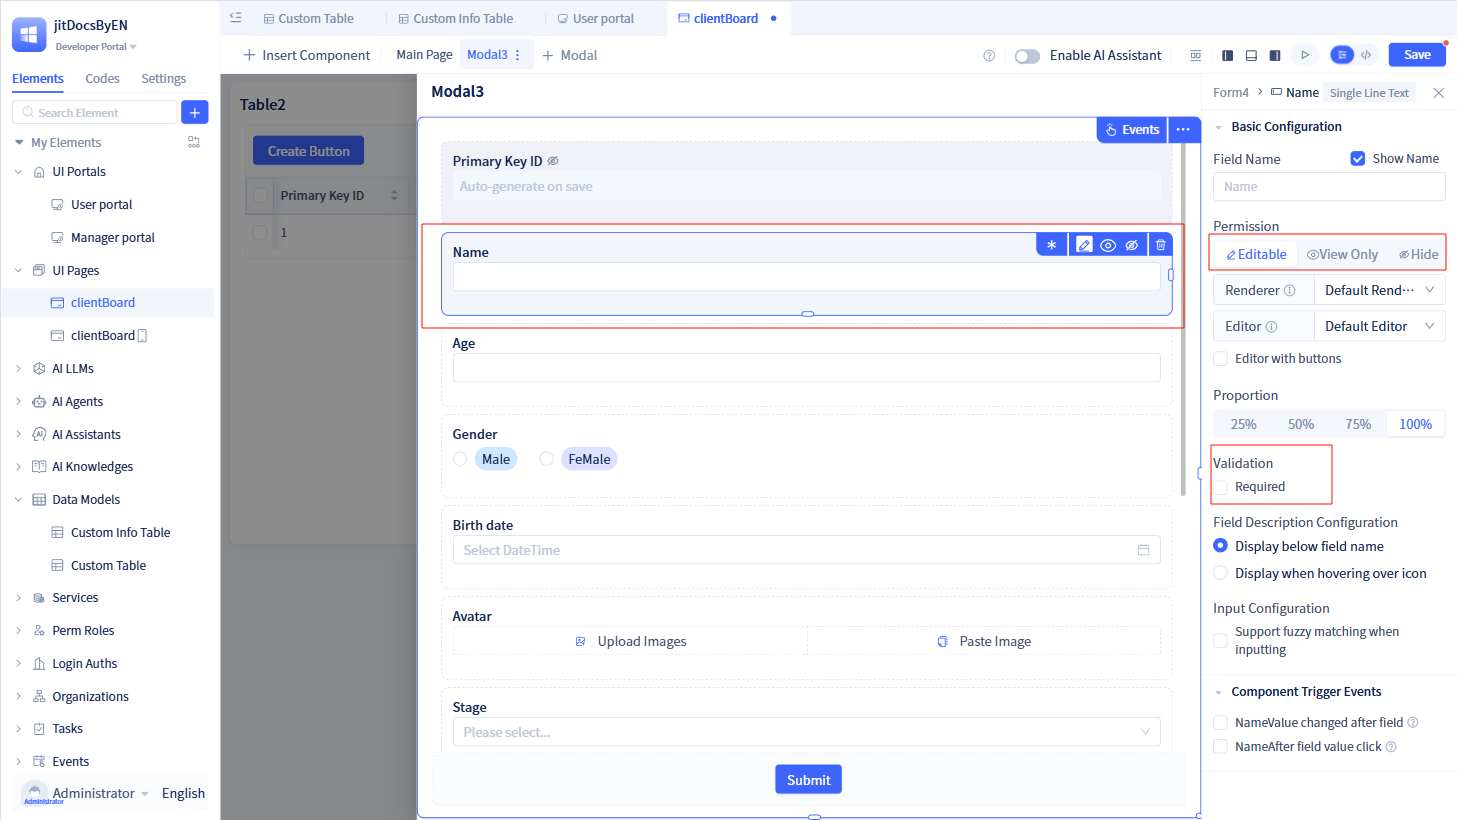 jitDocsByEN
Developer Portal
Elements
Codes
Settings
Search Element
My Elements
UI Portals
User portal
Manager portal
UI Pages
clientBoard
clientBoard
AI LLMs
AI Agents
AI Assistants
AI Knowledges
Data Models
Custom Info Table
Custom Table
Services
Perm Roles
Login Auths
Organizations
Tasks
Events
Administrator
Administrator
English
Custom Table
Custom Info Table
User portal
clientBoard
Insert Component
Main Page
Modal3
Modal
Enable AI Assistant
Save
Table2
Create Button
Primary Key ID
1
Modal3
Events
Primary Key ID
Auto-generate on save
Name
Age
Gender
Male
FeMale
Birth date
Select DateTime
Avatar
Upload Images
Paste Image
Stage
Please select...
Submit
Form4
Name
Single Line Text
Basic Configuration
Field Name
Show Name
Name
Permission
Editable
View Only
Hide
Renderer
Default Rend···
Editor
Default Editor
Editor with buttons
Proportion
25%
50%
75%
100%
Validation
Required
Field Description Configuration
Display below field name
Display when hovering over icon
Input Configuration
Support fuzzy matching when
inputting
Component Trigger Events
NameValue changed after field
NameAfter field value click